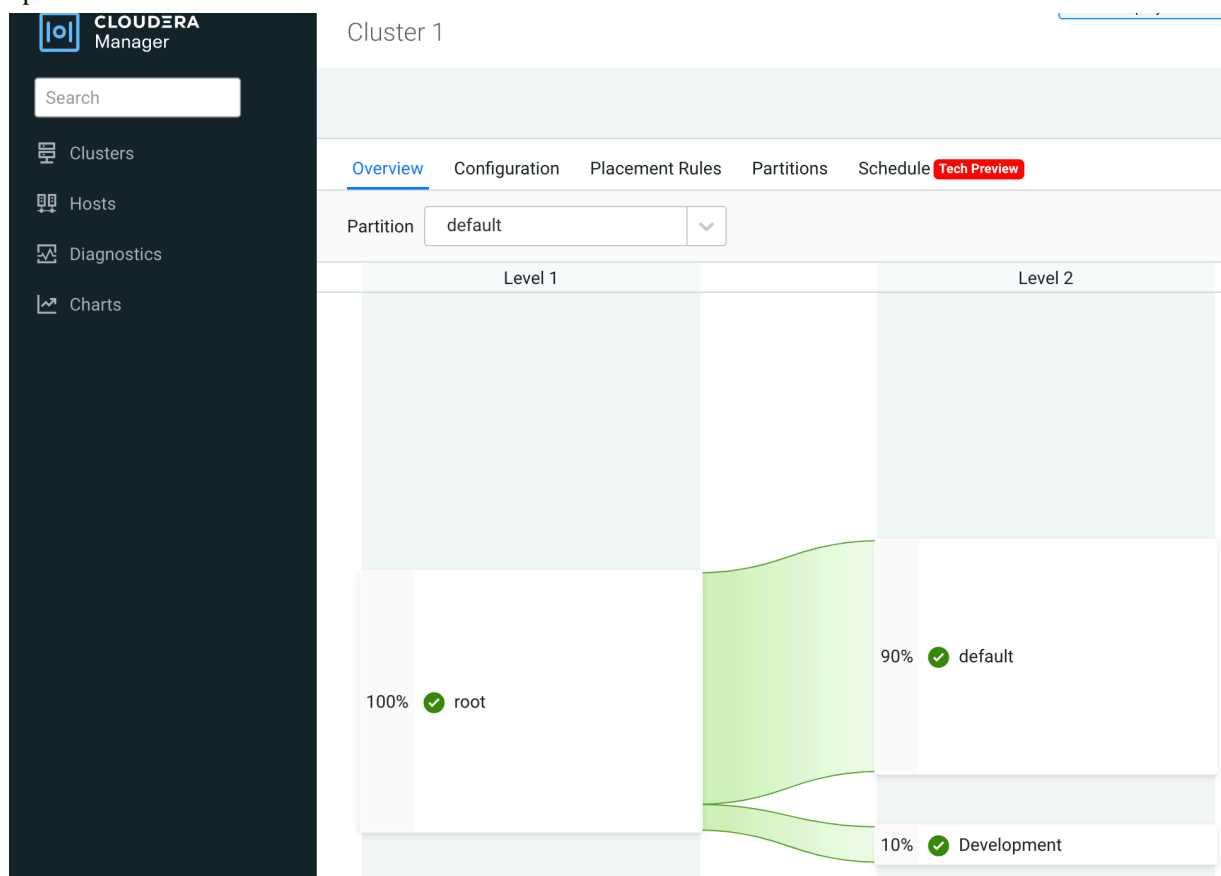 CLOUDERA
Manager
Search
Clusters
Hosts
Diagnostics
Charts
Cluster 1
Overview Configuration Placement Rules Partitions Schedule Tech Preview
Partition default
Level 1 Level 2
90% default
100% root
10% Development